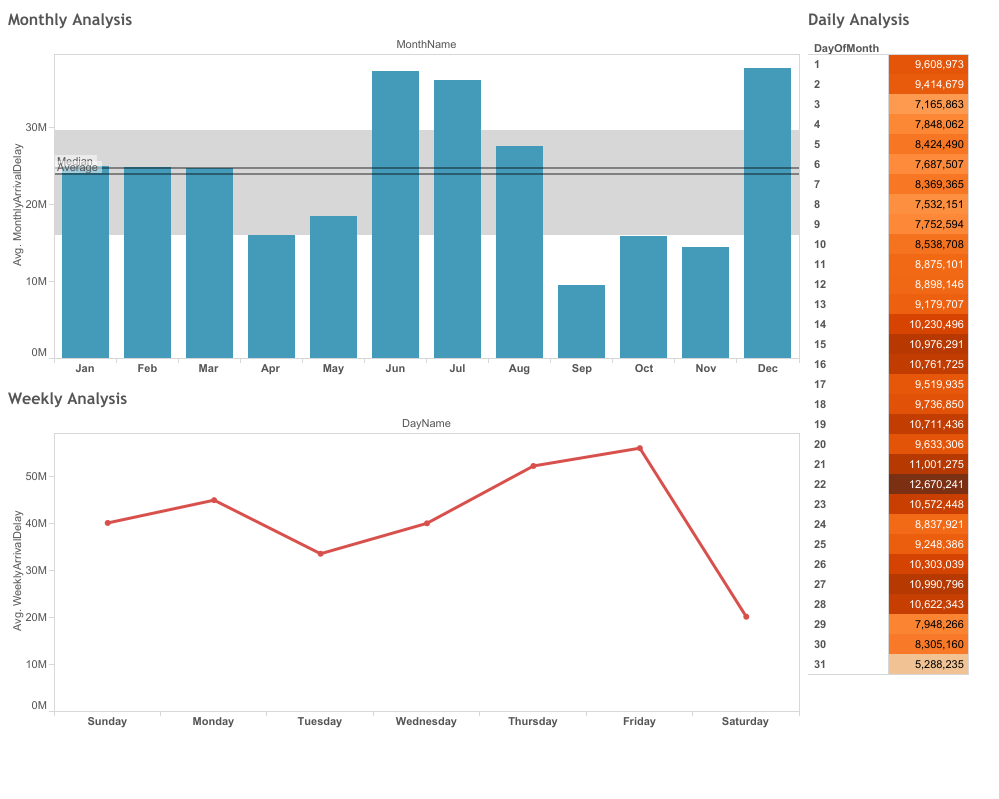 Monthly Analysis
MonthName
Avg. MonthlyArrivalDelay
30M
20M
10M
0M
Median
Average
Jan Feb Mar Apr May Jun Jul Aug Sep Oct Nov Dec
Weekly Analysis
DayName
Avg. WeeklyArrivalDelay
50M
40M
30M
20M
10M
0M
Sunday Monday Tuesday Wednesday Thursday Friday Saturday
Daily Analysis
DayOfMonth
1 9,608,973
2 9,414,679
3 7,165,863
4 7,848,062
5 8,424,490
6 7,687,507
7 8,369,365
8 7,532,151
9 7,752,594
10 8,538,708
11 8,875,101
12 8,898,146
13 9,179,707
14 10,230,496
15 10,976,291
16 10,761,725
17 9,519,935
18 9,736,850
19 10,711,436
20 9,633,306
21 11,001,275
22 12,670,241
23 10,572,448
24 8,837,921
25 9,248,386
26 10,303,039
27 10,990,796
28 10,622,343
29 7,948,266
30 8,305,160
31 5,288,235